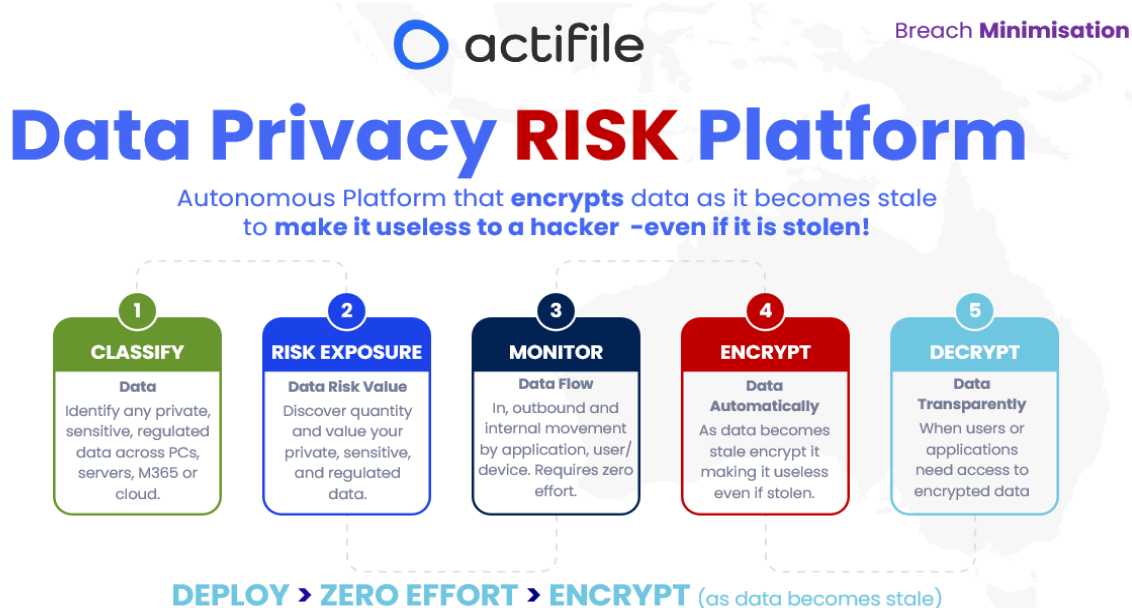 actifile
Breach Minimisation
Data Privacy RISK Platform
Autonomous Platform that encrypts data as it becomes stale
to make it useless to a hacker -even if it is stolen!
1
CLASSIFY
Data
Identify any private,
sensitive, regulated
data across PCs,
servers, M365 or
cloud.
2
RISK EXPOSURE
Data Risk Value
Discover quantity
and value your
private, sensitive,
and regulated
data.
3
MONITOR
Data Flow
In, outbound and
internal movement
by application, user/
device. Requires zero
effort.
4
ENCRYPT
Data
Automatically
As data becomes
stale encrypt it
making it useless
even if stolen.
5
DECRYPT
Data
Transparently
When users or
applications
need access to
encrypted data
DEPLOY > ZERO EFFORT > ENCRYPT (as data becomes stale)